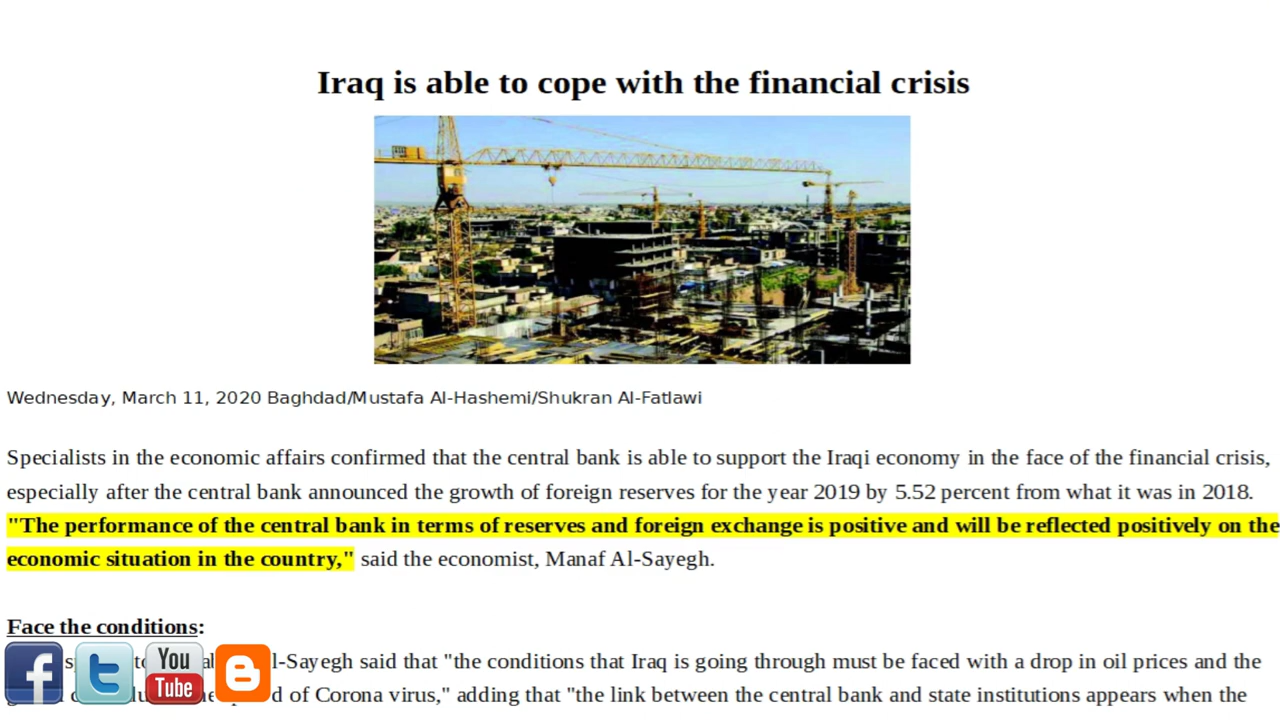 Iraq is able to cope with the financial crisis
Wednesday, March 11, 2020 Baghdad/Mustafa Al-Hashemi/Shukran Al-Fatlawi
Specialists in the economic affairs confirmed that the central bank is able to support the Iraqi economy in the face of the financial crisis,
especially after the central bank announced the growth of foreign reserves for the year 2019 by 5.52 percent from what it was in 2018.
"The performance of the central bank in terms of reserves and foreign exchange is positive and will be reflected positively on the
economic situation in the country," said the economist, Manaf Al-Sayegh.
Face the conditions:
said that "the conditions that Iraq is going through must be faced with a drop in oil prices and the
of Corona virus," adding that "the link between the central bank and state institutions appears when the
You
Tube